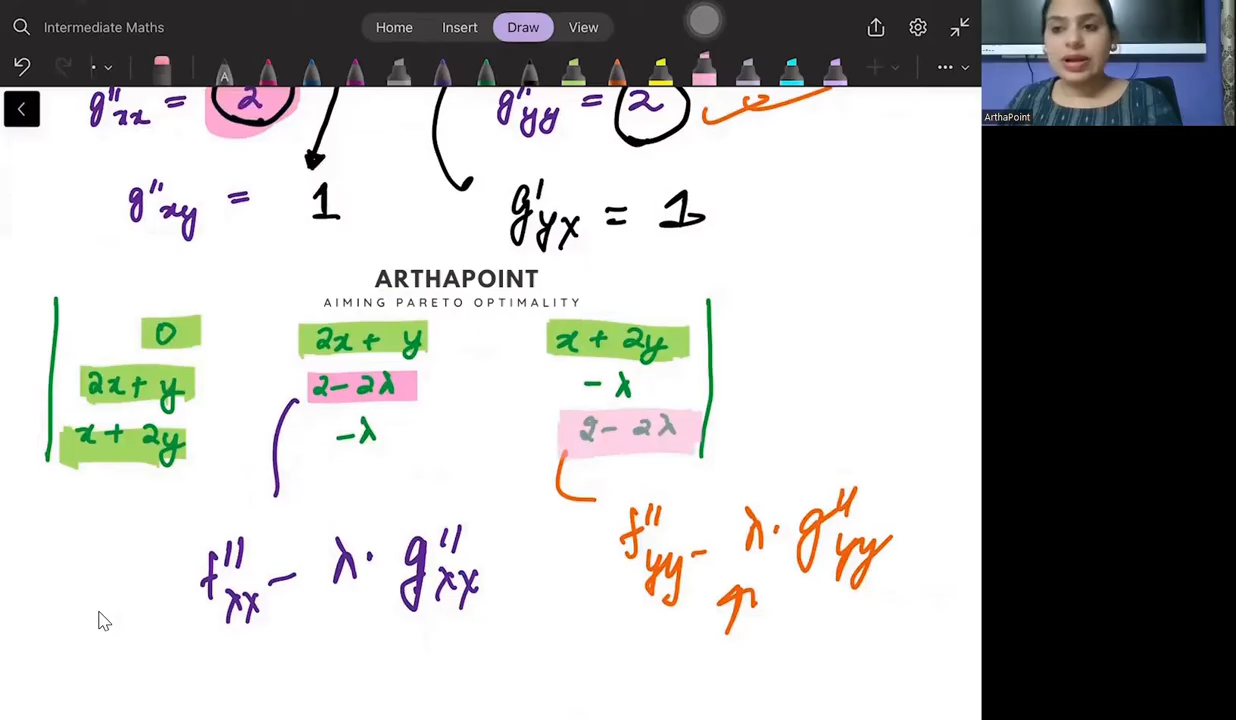 Intermediate Maths
Home Insert Draw View
A
g''xx = 2 g''yy = 2
g''xy = 1 g'yx = 1
ARTHAPOINT
AIMING PARETO OPTIMALITY
0 2x + y x + 2y
2x + y 2 - 2λ - λ
x + 2y -λ 2 - 2λ
f''xx - λ · g''xx f''yy - λ · g''yy
ArthaPoint